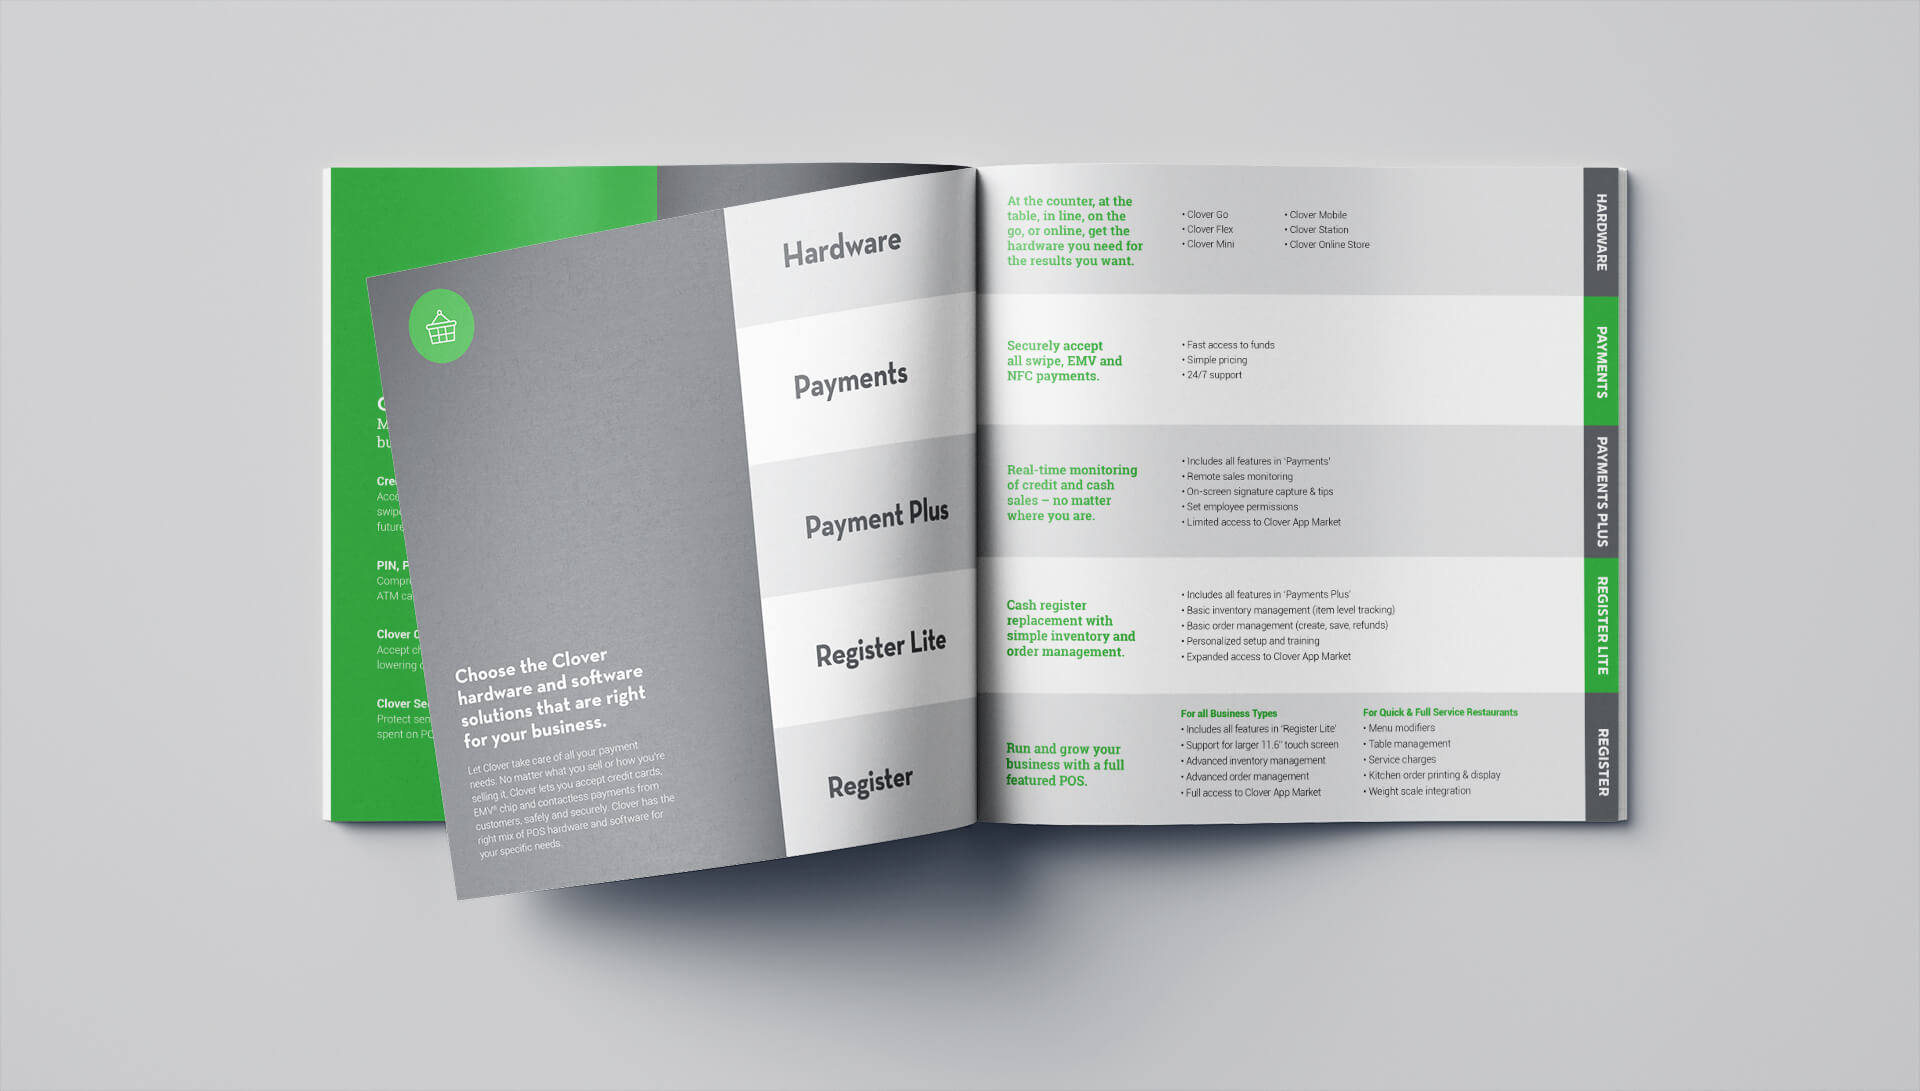 Cre
Acce
swip
future
PIN, P
Compr
ATM ca
Clover
Accept ch
lowering
Clover Se
Protect sen
spent on PC
Choose the Clover
hardware and software
solutions that are right
for your business.
Let Clover take care of all your payment
needs. No matter what you sell or how you're
selling it, Clover lets you accept credit cards,
EMV® chip and contactless payments from
customers, safely and securely. Clover has the
right mix of POS hardware and software for
your specific needs.
Hardware
Payments
Payment Plus
Register Lite
Register
At the counter, at the
table, in line, on the
go, or online, get the
hardware you need for
the results you want.
• Clover Go
• Clover Flex
• Clover Mini
• Clover Mobile
• Clover Station
• Clover Online Store
HARDWARE
Securely accept
all swipe, EMV and
NFC payments.
• Fast access to funds
• Simple pricing
• 24/7 support
PAYMENTS
Real-time monitoring
of credit and cash
sales – no matter
where you are.
• Includes all features in 'Payments'
• Remote sales monitoring
• On-screen signature capture & tips
• Set employee permissions
• Limited access to Clover App Market
PAYMENTS PLUS
Cash register
replacement with
simple inventory and
order management.
• Includes all features in 'Payments Plus'
• Basic inventory management (item level tracking)
• Basic order management (create, save, refunds)
• Personalized setup and training
• Expanded access to Clover App Market
REGISTER LITE
Run and grow your
business with a full
featured POS.
For all Business Types
• Includes all features in 'Register Lite'
• Support for larger 11.6" touch screen
• Advanced inventory management
• Advanced order management
• Full access to Clover App Market
For Quick & Full Service Restaurants
• Menu modifiers
• Table management
• Service charges
• Kitchen order printing & display
• Weight scale integration
REGISTER